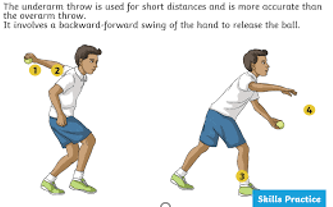 The underarm throw is used for short distances and is more accurate than
the overarm throw.
It involves a backward-forward swing of the hand to release the ball.
1
2
4
3
Skills Practice